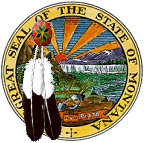 GREAT SEAL OF THE STATE OF MONTANA